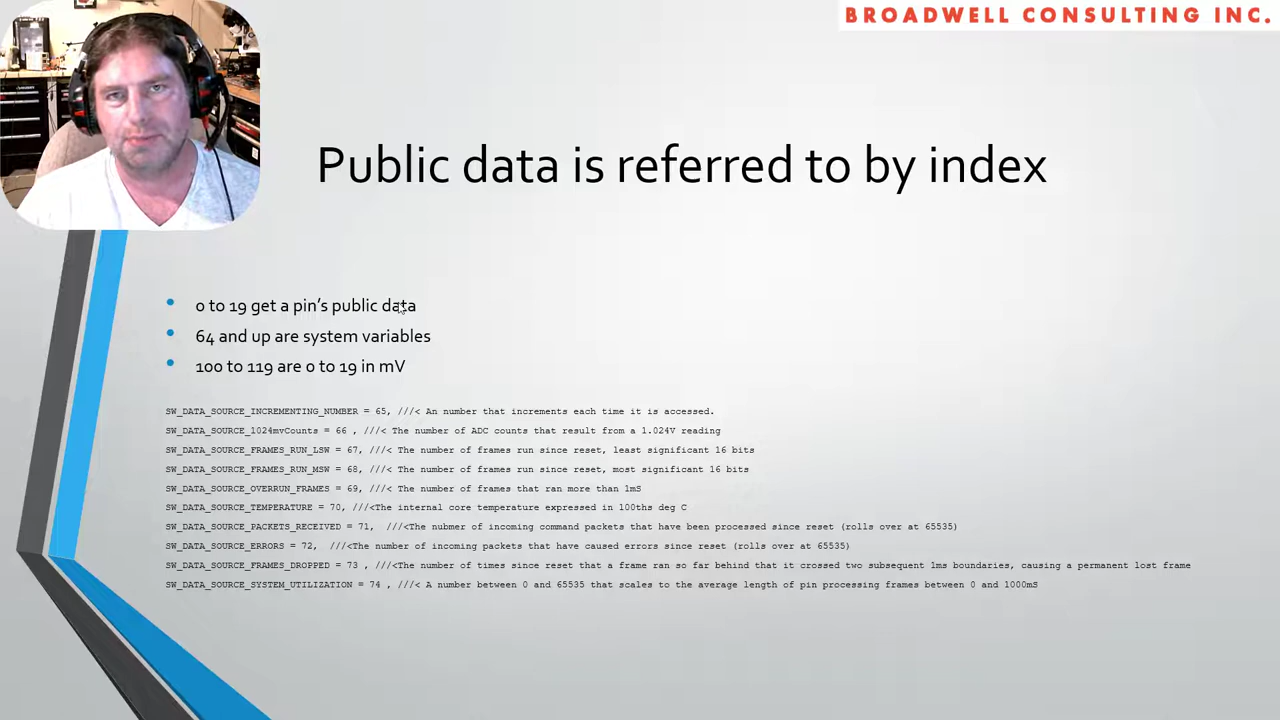 BROADWELL CONSULTING INC.
Public data is referred to by index
0 to 19 get a pin's public data
64 and up are system variables
100 to 119 are 0 to 19 in mV
SW_DATA_SOURCE_INCREMENTING_NUMBER = 65, ///< An number that increments each time it is accessed.
SW_DATA_SOURCE_1024mvCounts = 66 , ///< The number of ADC counts that result from a 1.024V reading
SW_DATA_SOURCE_FRAMES_RUN_LSW = 67, ///< The number of frames run since reset, least significant 16 bits
SW_DATA_SOURCE_FRAMES_RUN_MSW = 68, ///< The number of frames run since reset, most significant 16 bits
SW_DATA_SOURCE_OVERRUN_FRAMES = 69, ///< The number of frames that ran more than 1mS
SW_DATA_SOURCE_TEMPERATURE = 70, ///<The internal core temperature expressed in 100ths deg C
SW_DATA_SOURCE_PACKETS_RECEIVED = 71, ///<The nubmer of incoming command packets that have been processed since reset (rolls over at 65535)
SW_DATA_SOURCE_ERRORS = 72, ///<The number of incoming packets that have caused errors since reset (rolls over at 65535)
SW_DATA_SOURCE_FRAMES_DROPPED = 73 , ///<The number of times since reset that a frame ran so far behind that it crossed two subsequent 1ms boundaries, causing a permanent lost frame
SW_DATA_SOURCE_SYSTEM_UTILIZATION = 74 , ///< A number between 0 and 65535 that scales to the average length of pin processing frames between 0 and 1000mS